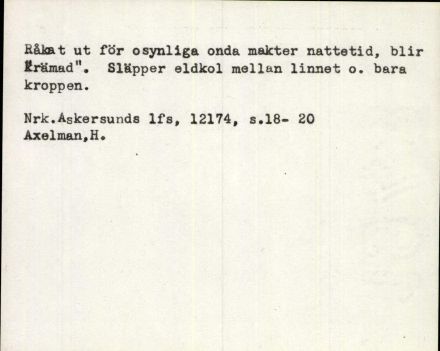 Råkat ut för osynliga onda makter nattetid, blir
"främad". Släpper eldkol mellan linnet o. bara
kroppen.
Nrk.Askersunds lfs, 12174, s.18- 20
Axelman,H.